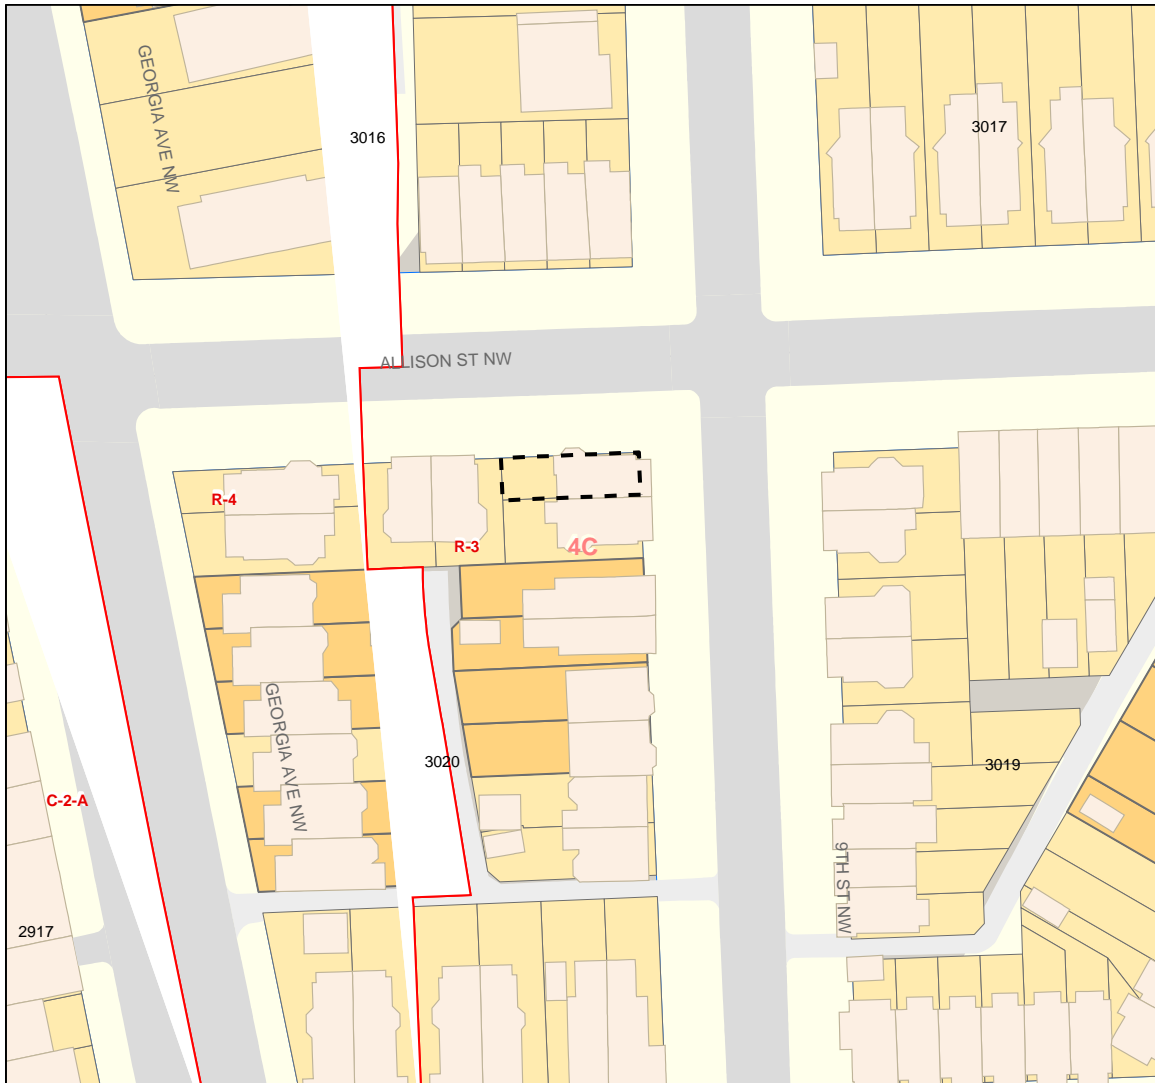 GEORGIA AVE NW
3016
3017
ALLISON ST NW
R-4
R-3
4C
GEORGIA AVE NW
3020
3019
C-2-A
9TH ST NW
2917